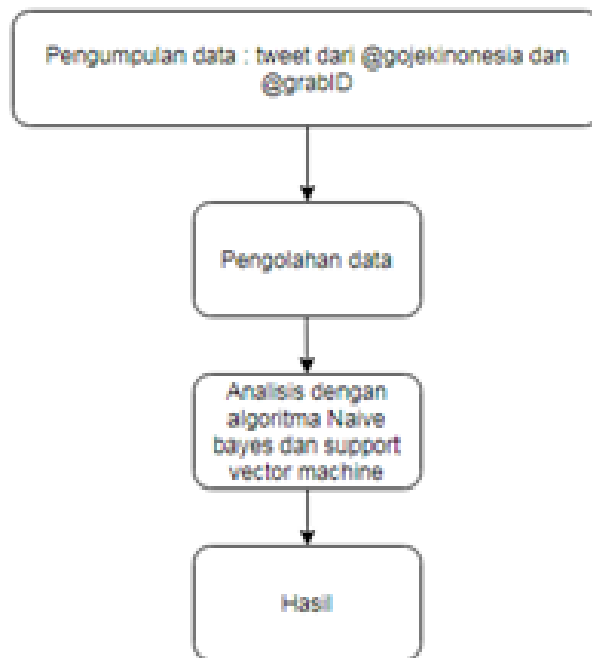 Pengumpulan data : tweet dari @gojekinonesia dan
@grabID
Pengolahan data
Analisis dengan
algoritma Naive
bayes dan support
vector machine
Hasil